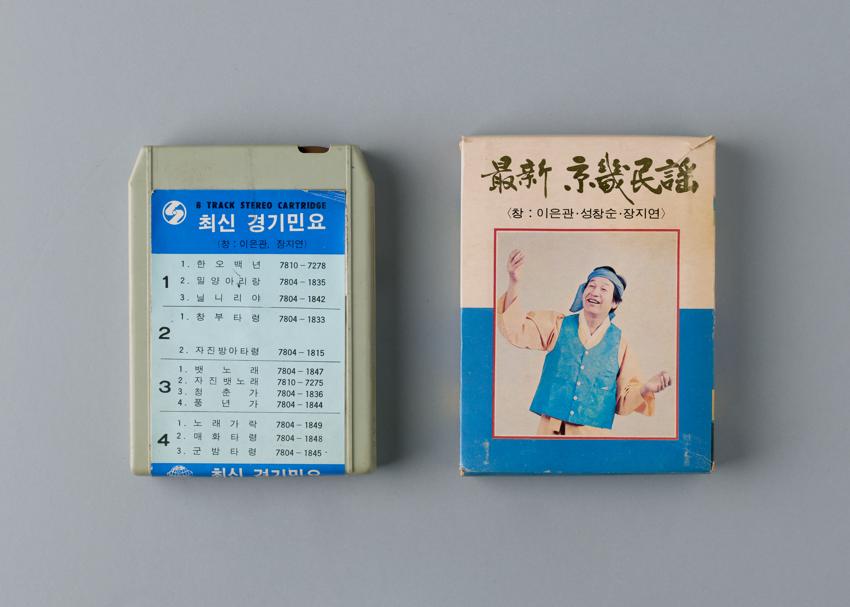 8 TRACK STEREO CARTRIDGE
최신 경기민요
(창 : 이은관, 장지연)
1
1. 한오백년 7810-7278
2. 밀양아리랑 7804-1835
3. 닐니리야 7804-1842
2
1. 창부타령 7804-1833
2. 자진방아타령 7804-1815
3
1. 뱃노래 7804-1847
2. 자진뱃노래 7810-7275
3. 청춘가 7804-1836
4. 풍년가 7804-1844
4
1. 노래가락 7804-1849
2. 매화타령 7804-1848
3. 군밤타령 7804-1845
최신 경기민요
最新 京畿民謠
〈창 : 이은관·성창순·장지연〉